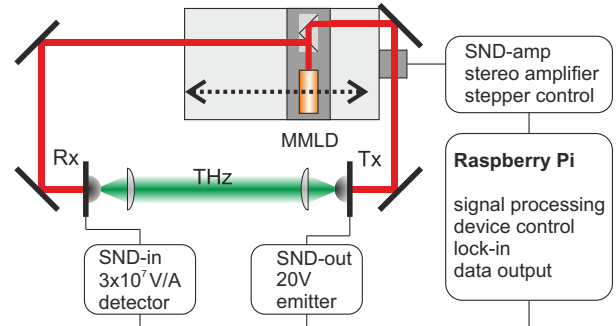 SND-amp
stereo amplifier
stepper control
MMLD
Rx
THz
Tx
Raspberry Pi
signal processing
device control
lock-in
data output
SND-in
3x10⁷ V/A
detector
SND-out
20V
emitter